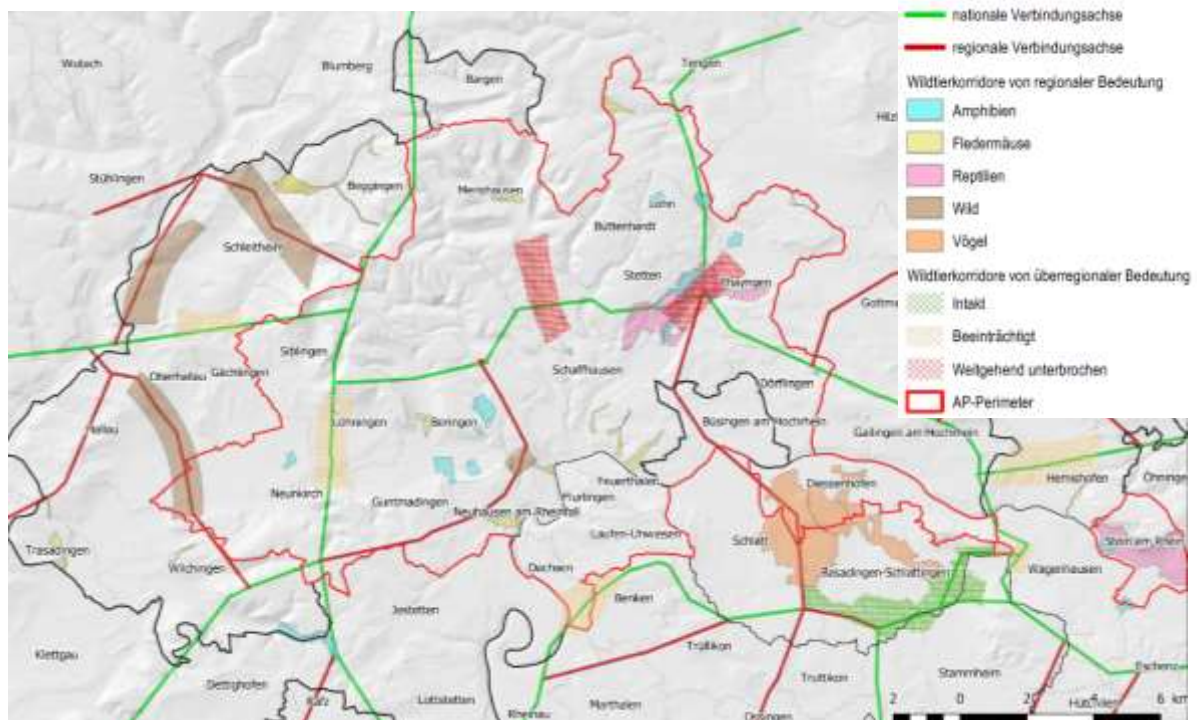 nationale Verbindungsachse
regionale Verbindungsachse
Wildtierkorridore von regionaler Bedeutung
Amphibien
Fledermäuse
Reptilien
Wild
Vögel
Wildtierkorridore von überregionaler Bedeutung
Intakt
Beeinträchtigt
Weitgehend unterbrochen
AP-Perimeter
Wutach
Blumberg
Bargen
Tengen
Stühlingen
Beggingen
Merishausen
Lohn
Büttenhardt
Schleitheim
Stetten
Thayngen
Siblingen
Oberhallau
Gächlingen
Schaffhausen
Dörflingen
Hallau
Löhningen
Beringen
Büsingen am Hochrhein
Gailingen am Hochrhein
Hemishofen
Neunkirch
Guntmadingen
Feuerthalen
Flurlingen
Diessenhofen
Neuhausen am Rheinfall
Laufen-Uhwiesen
Schlatt
Stein am Rhein
Trasadingen
Wilchingen
Dachsen
Basadingen-Schlattingen
Wagenhausen
Benken
Jestetten
Klettgau
Trüllikon
Dettighofen
Lottstetten
Truttikon
Stammheim
Rheinau
Marthalen
Ossingen
Hüttwilen
2 0 2 4 6 km